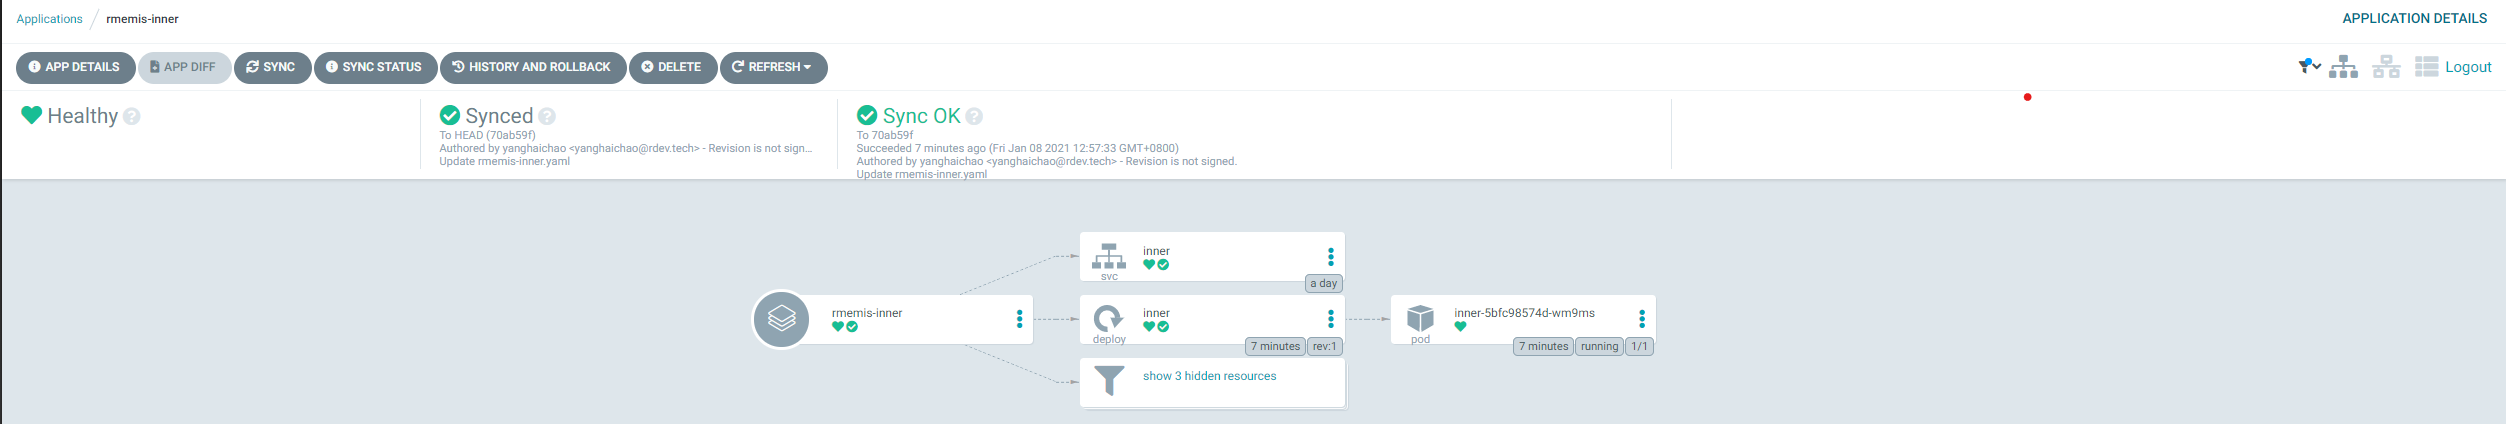 Applications / rmemis-inner
APPLICATION DETAILS
APP DETAILS
APP DIFF
SYNC
SYNC STATUS
HISTORY AND ROLLBACK
DELETE
REFRESH
Logout
Healthy
Synced
To HEAD (70ab59f)
Authored by yanghaichao <yanghaichao@rdev.tech> - Revision is not sign...
Update rmemis-inner.yaml
Sync OK
To 70ab59f
Succeeded 7 minutes ago (Fri Jan 08 2021 12:57:33 GMT+0800)
Authored by yanghaichao <yanghaichao@rdev.tech> - Revision is not signed.
Update rmemis-inner.yaml
inner
svc
a day
rmemis-inner
inner
deploy
7 minutes
rev:1
inner-5bfc98574d-wm9ms
pod
7 minutes
running
1/1
show 3 hidden resources